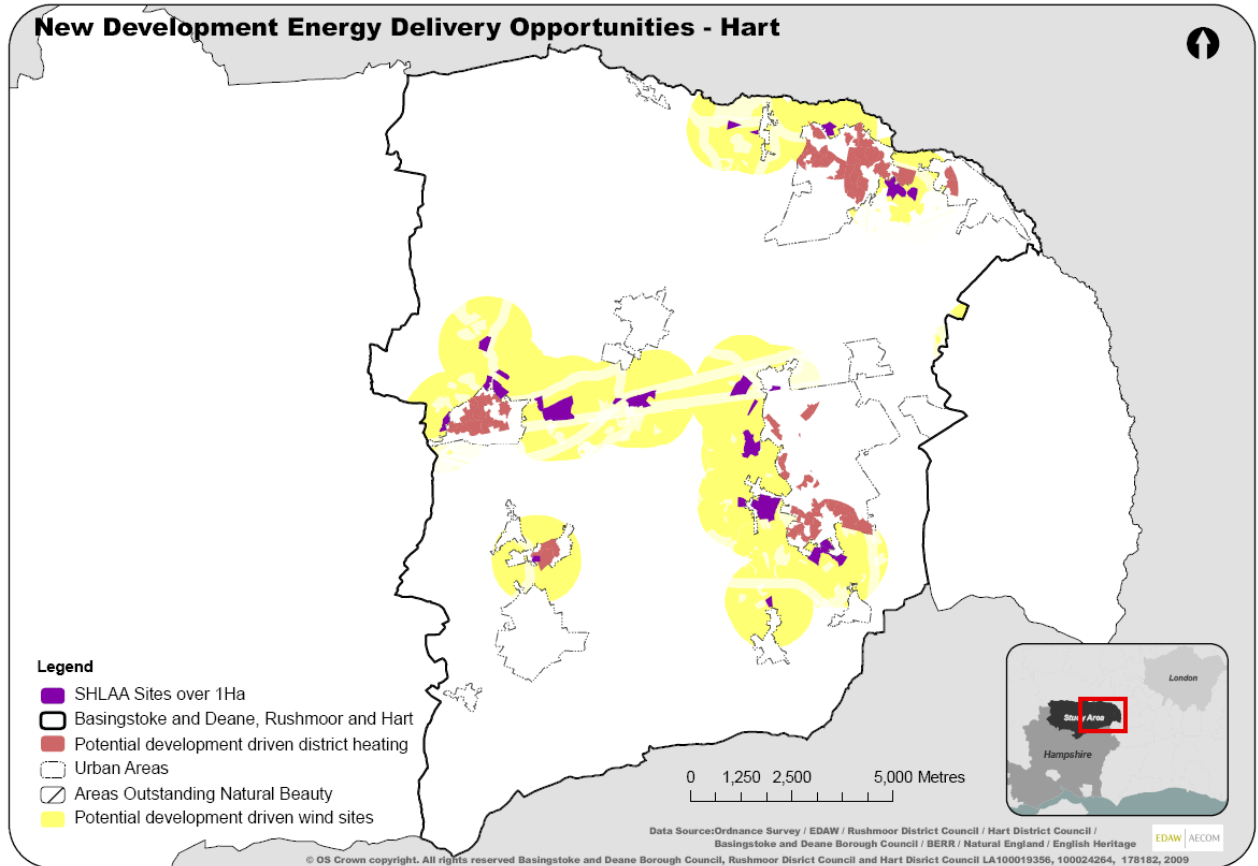 New Development Energy Delivery Opportunities - Hart
Legend
SHLAA Sites over 1Ha
Basingstoke and Deane, Rushmoor and Hart
Potential development driven district heating
Urban Areas
Areas Outstanding Natural Beauty
Potential development driven wind sites
0 1,250 2,500 5,000 Metres
London
Study Area
Hampshire
Data Source:Ordnance Survey / EDAW / Rushmoor District Council / Hart District Council /
Basingstoke and Deane Borough Council / BERR / Natural England / English Heritage
EDAW AECOM
© OS Crown copyright. All rights reserved Basingstoke and Deane Borough Council, Rushmoor District Council and Hart District Council LA100019356, 100024264, 178182, 2009